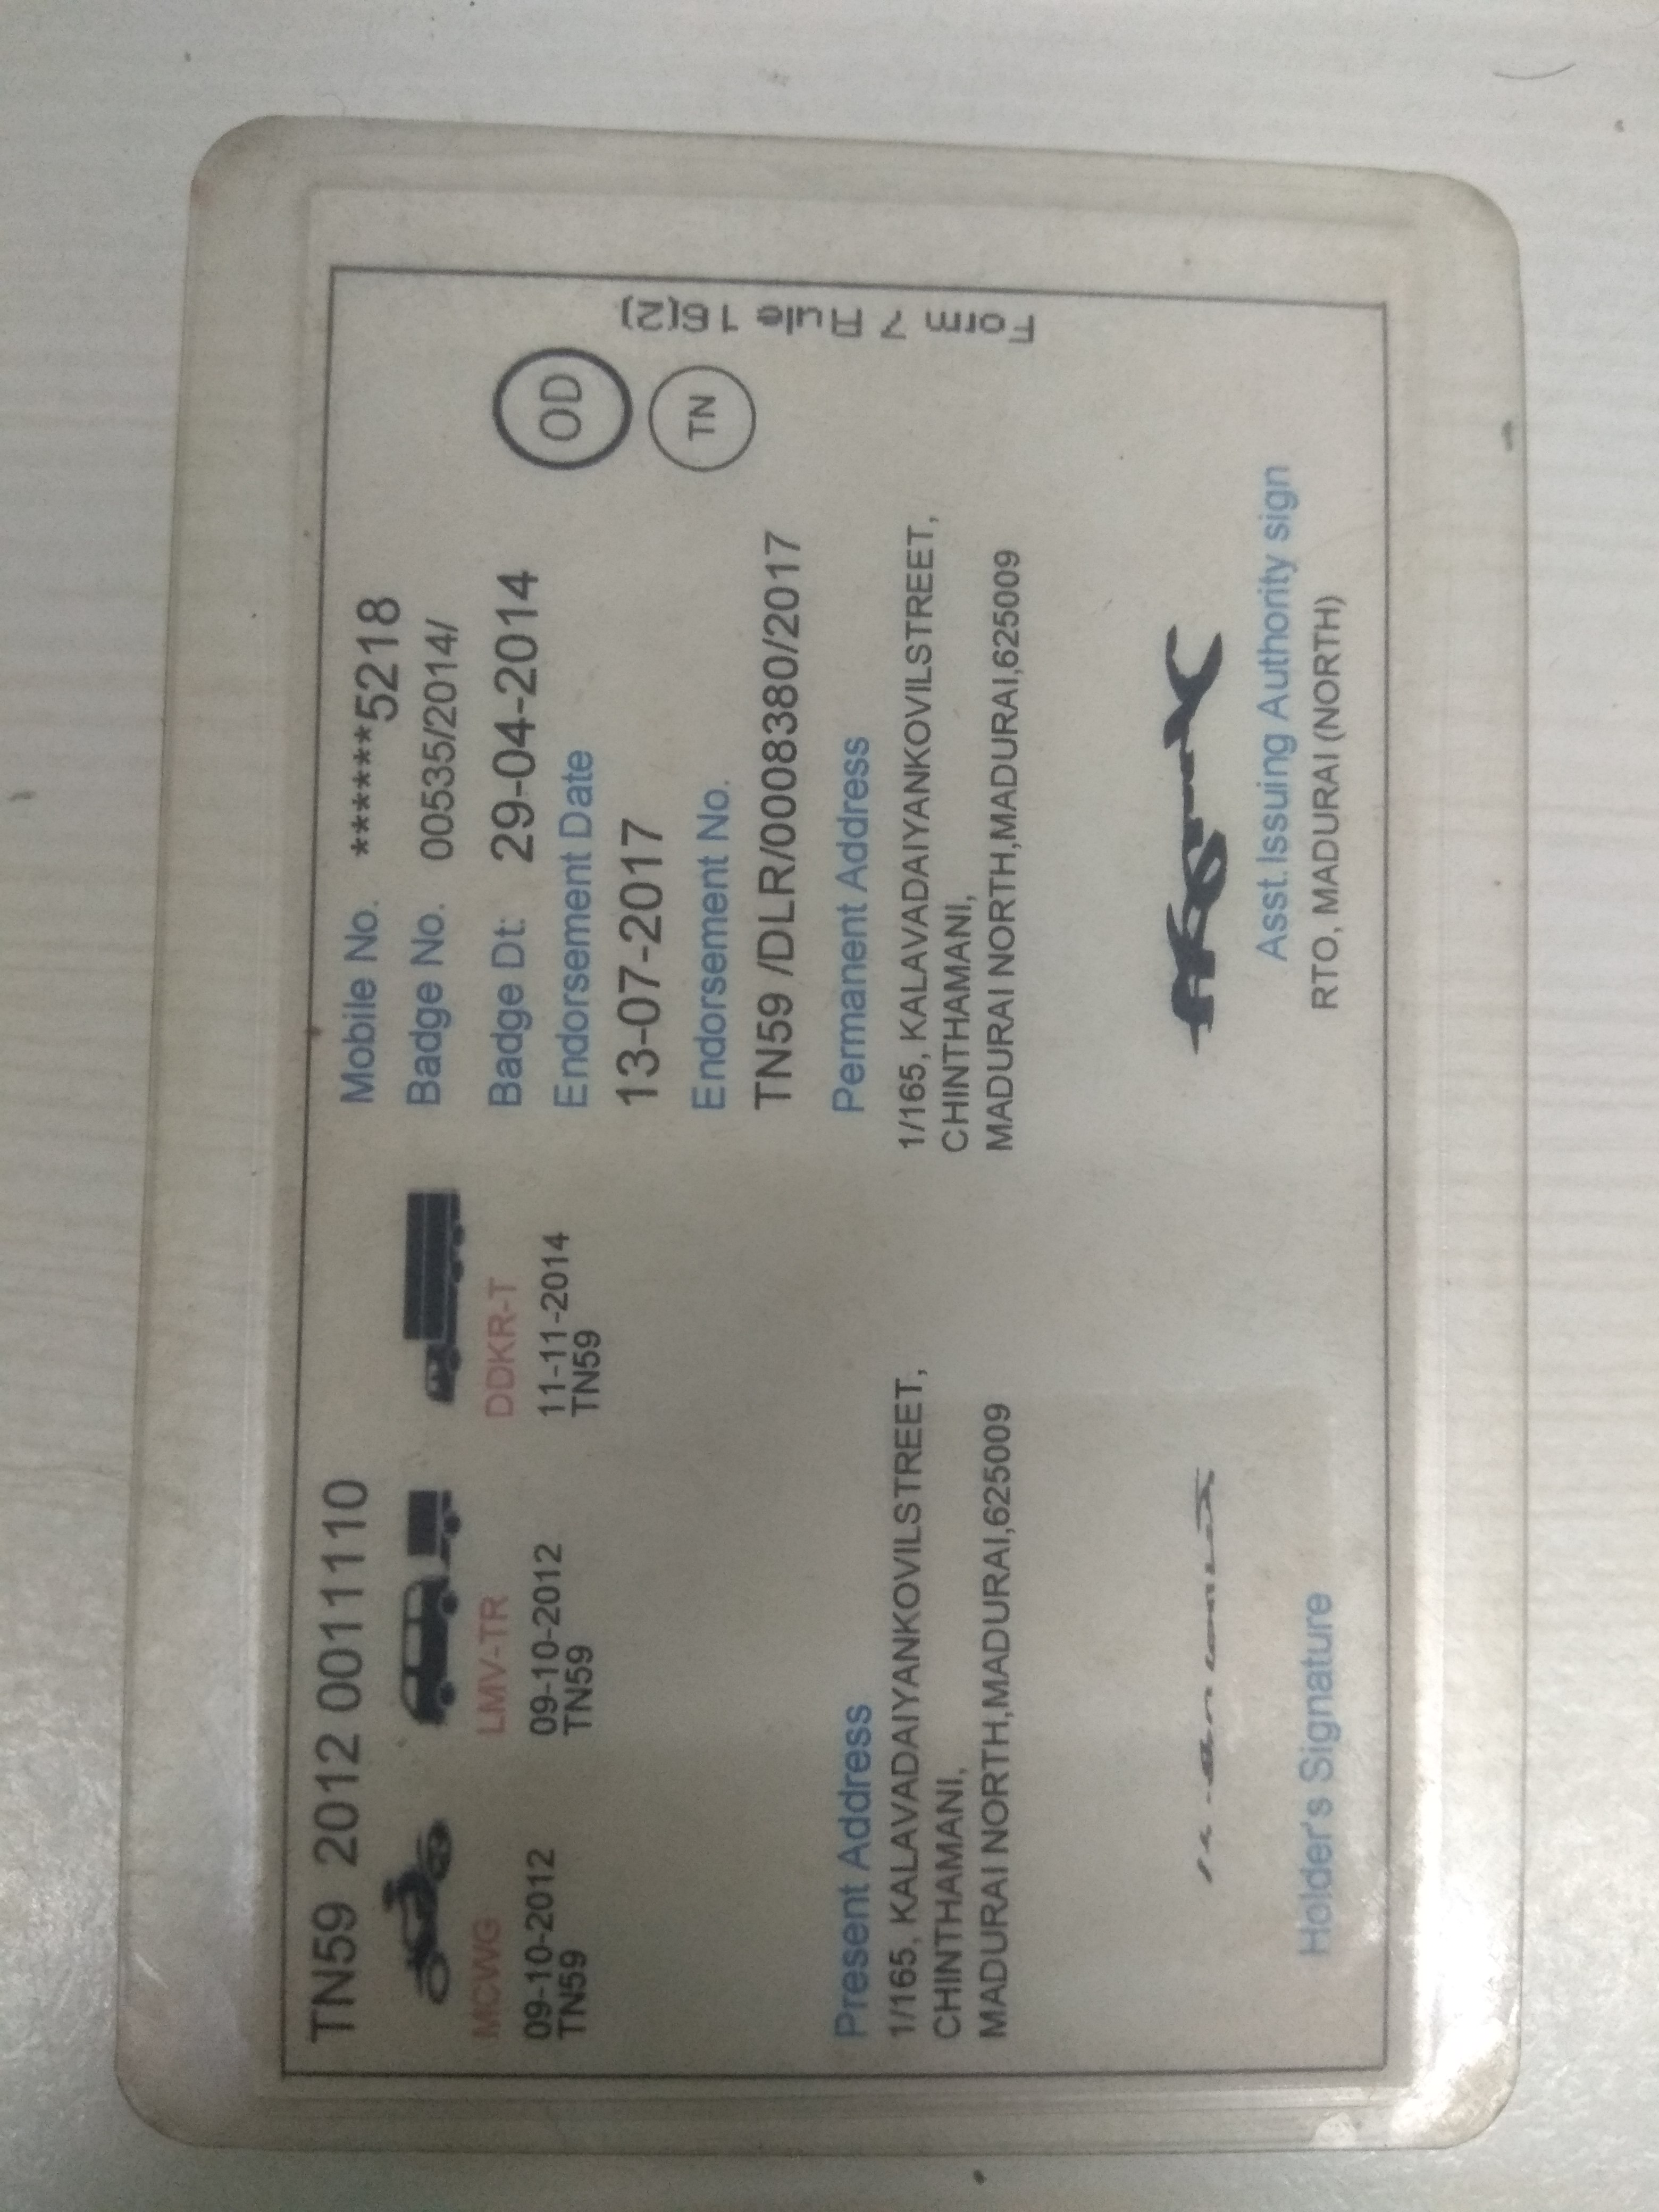 TN59 2012 0011110
MCWG
09-10-2012
TN59
LMV-TR
09-10-2012
TN59
DDKR-T
11-11-2014
TN59
Mobile No. ******5218
Badge No. 00535/2014/
Badge Dt: 29-04-2014
Endorsement Date
13-07-2017
Endorsement No.
TN59 /DLR/0008380/2017
OD
TN
Form 7 Rule 16(2)
Present Address
1/165, KALAVADAIYANKOVILSTREET,
CHINTHAMANI,
MADURAI NORTH,MADURAI,625009
Permanent Address
1/165, KALAVADAIYANKOVILSTREET,
CHINTHAMANI,
MADURAI NORTH,MADURAI,625009
Holder's Signature
Asst. Issuing Authority sign
RTO, MADURAI (NORTH)